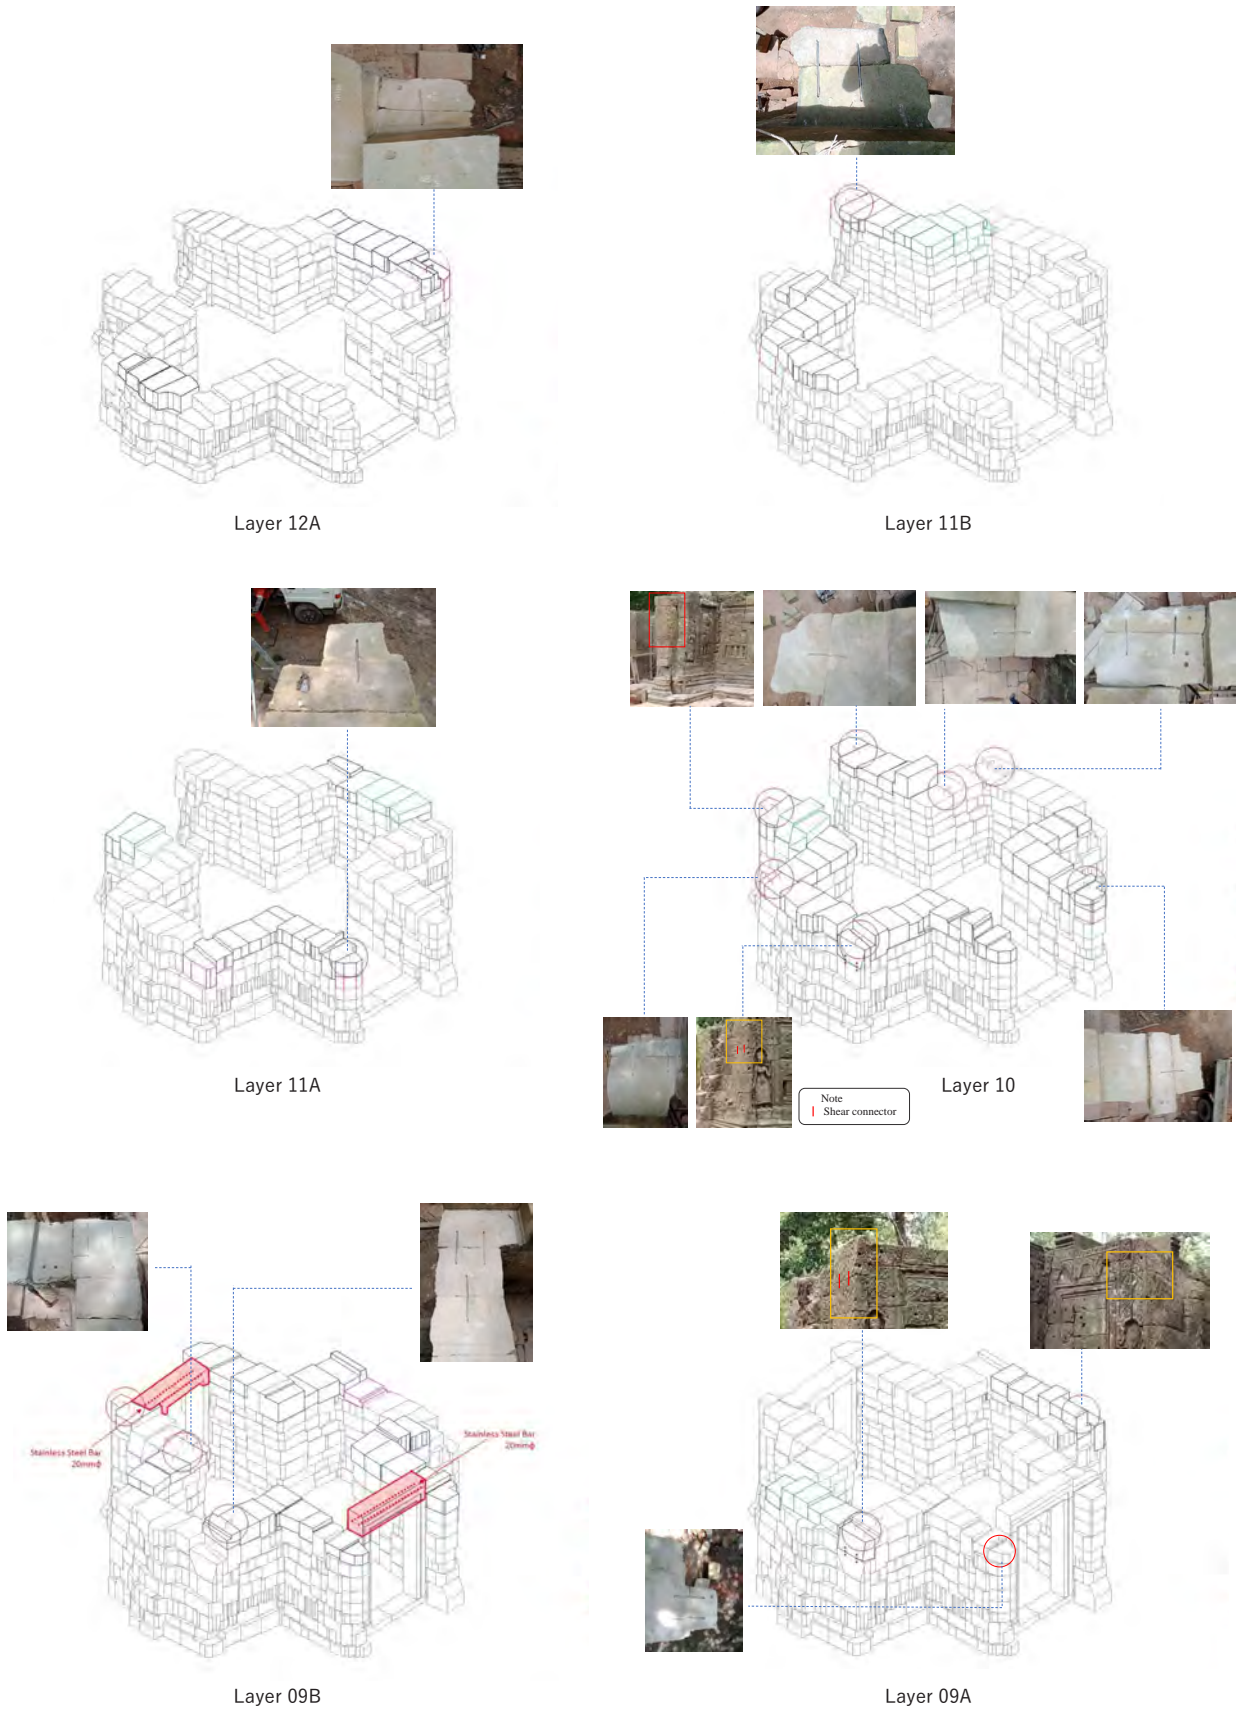 Layer 12A
Layer 11B
Layer 11A
Note
Shear connector
Layer 10
Stainless Steel Bar
20mmϕ
Stainless Steel Bar
20mmϕ
Layer 09B
Layer 09A